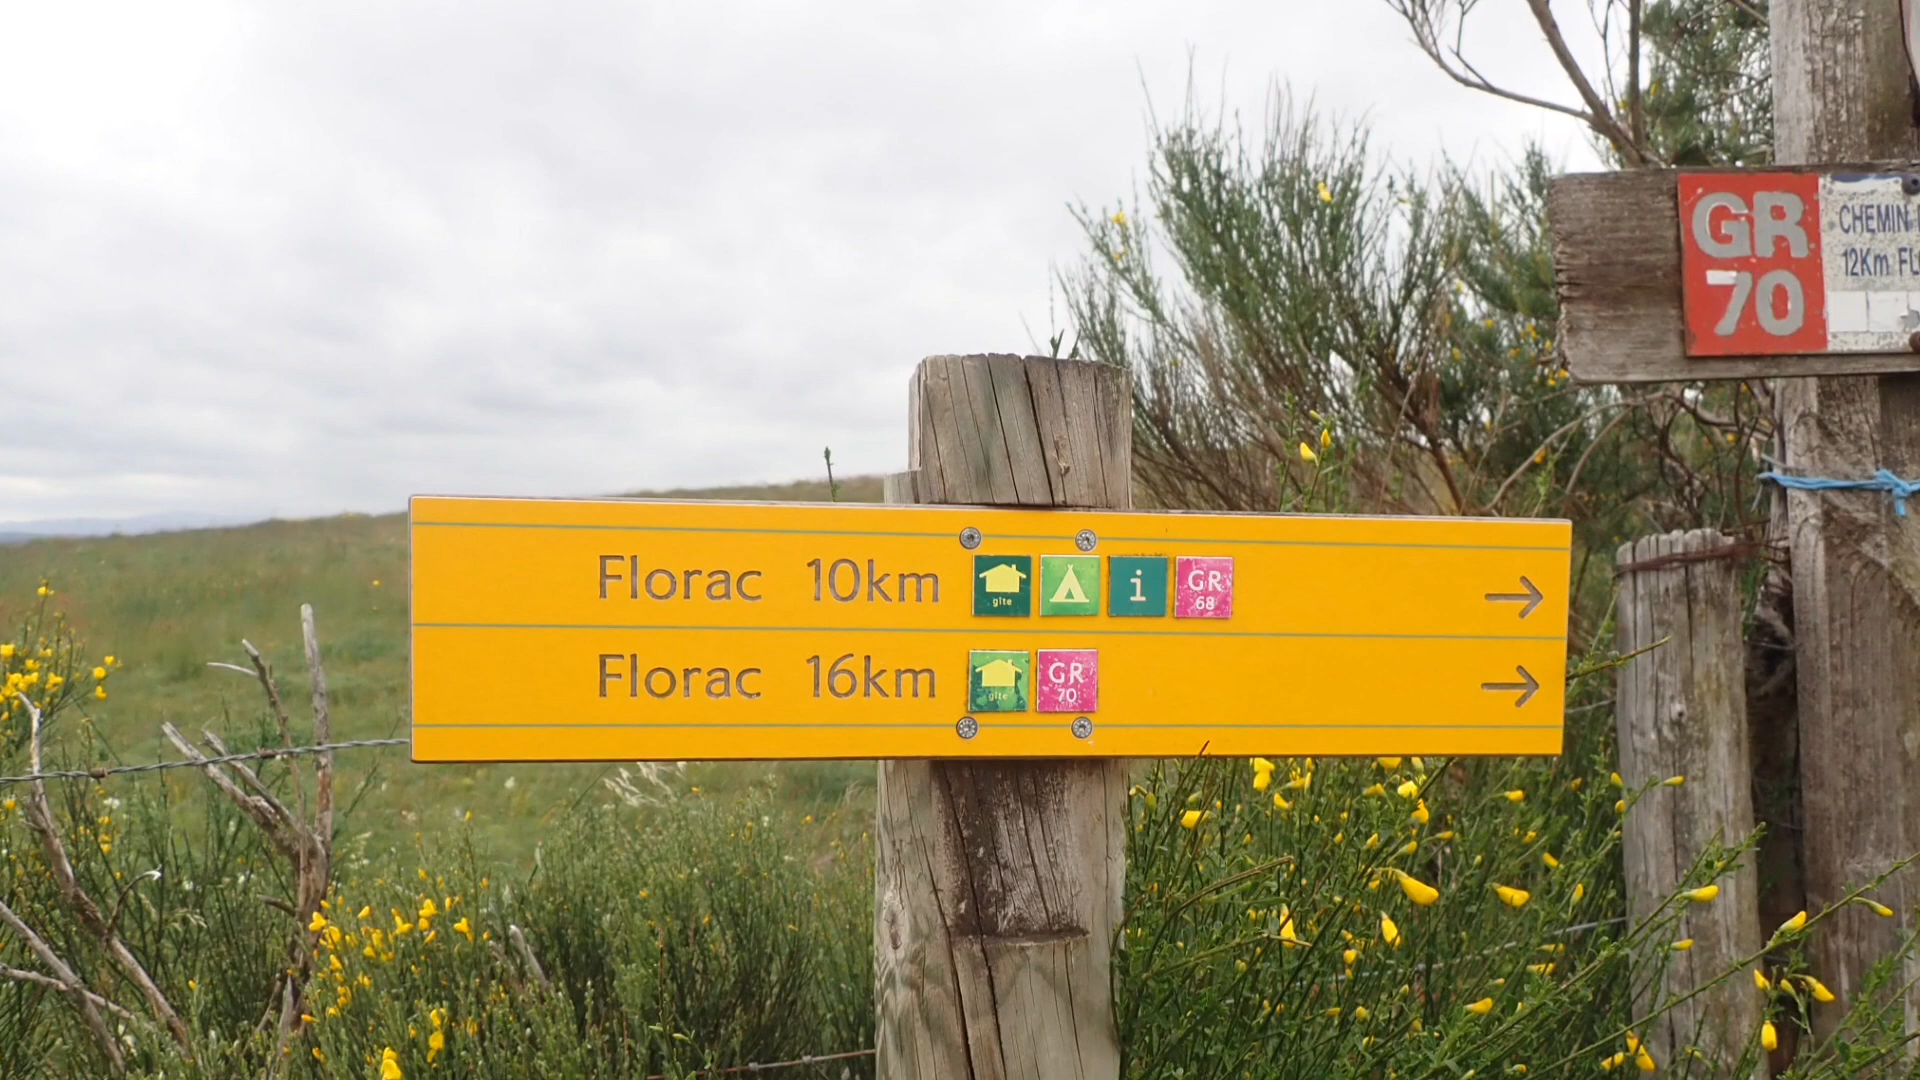 Florac 10km gîte i GR 68
Florac 16km gîte GR 70
GR
70
CHEMIN
12Km